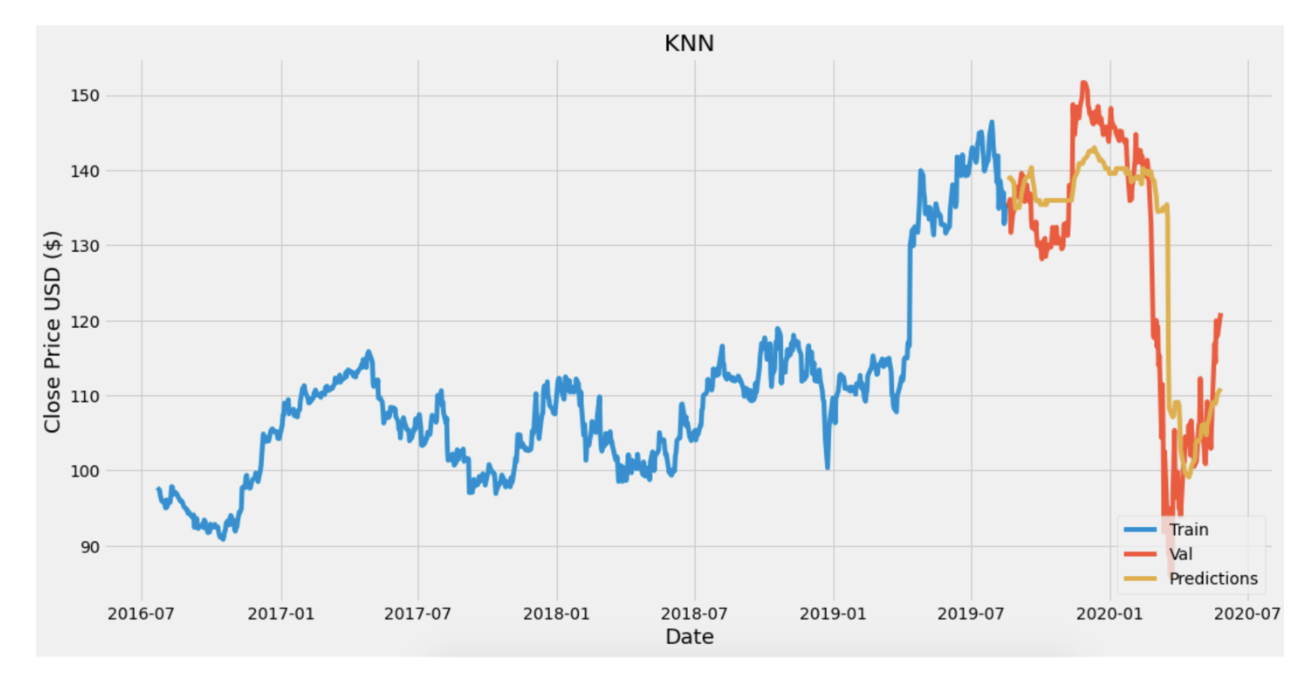 KNN
Close Price USD ($)
150
140
130
120
110
100
90
2016-07 2017-01 2017-07 2018-01 2018-07 2019-01 2019-07 2020-01 2020-07
Date
Train
Val
Predictions